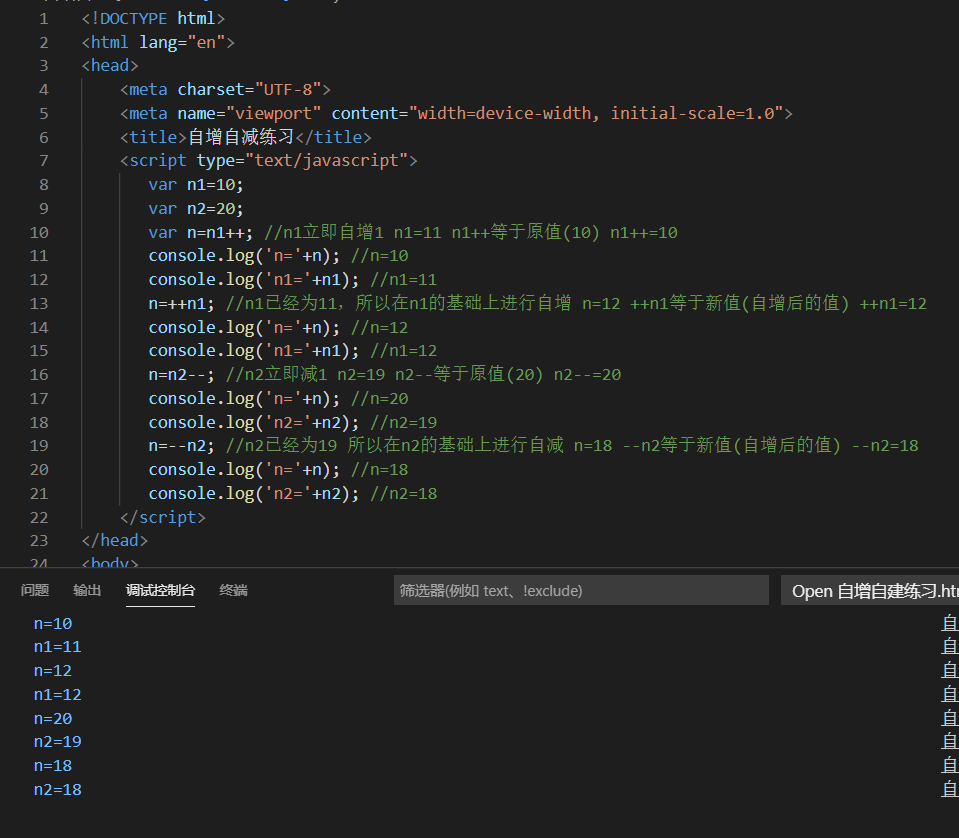 1 <!DOCTYPE html>
2 <html lang="en">
3 <head>
4 <meta charset="UTF-8">
5 <meta name="viewport" content="width=device-width, initial-scale=1.0">
6 <title>自增自减练习</title>
7 <script type="text/javascript">
8 var n1=10;
9 var n2=20;
10 var n=n1++; //n1立即自增1 n1=11 n1++等于原值(10) n1++=10
11 console.log('n='+n); //n=10
12 console.log('n1='+n1); //n1=11
13 n=++n1; //n1已经为11，所以在n1的基础上进行自增 n=12 ++n1等于新值(自增后的值) ++n1=12
14 console.log('n='+n); //n=12
15 console.log('n1='+n1); //n1=12
16 n=n2--; //n2立即减1 n2=19 n2--等于原值(20) n2--=20
17 console.log('n='+n); //n=20
18 console.log('n2='+n2); //n2=19
19 n=--n2; //n2已经为19 所以在n2的基础上进行自减 n=18 --n2等于新值(自增后的值) --n2=18
20 console.log('n='+n); //n=18
21 console.log('n2='+n2); //n2=18
22 </script>
23 </head>
24 <body>
问题 输出 调试控制台 终端 筛选器(例如 text、!exclude) Open 自增自建练习.htm
n=10 自
n1=11 自
n=12 自
n1=12 自
n=20 自
n2=19 自
n=18 自
n2=18 自